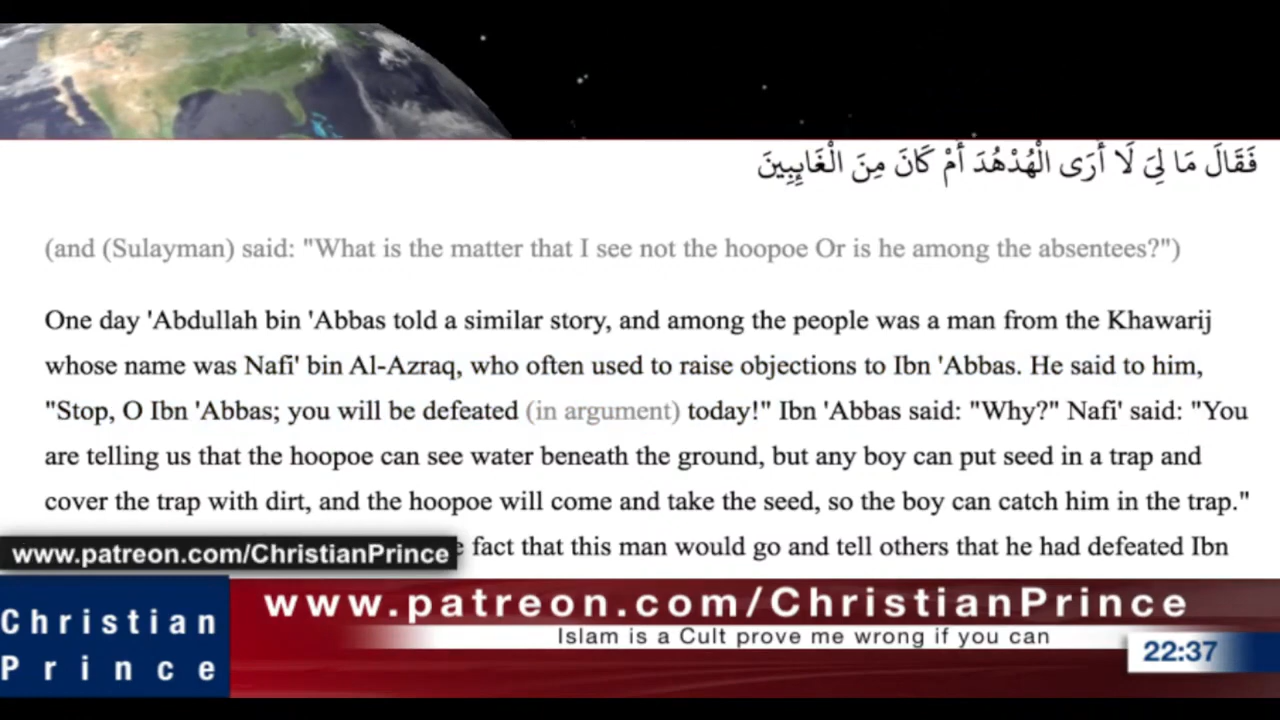 فَقَالَ مَا لِيَ لَا أَرَى الْهُدْهُدَ أَمْ كَانَ مِنَ الْغَائِبِينَ
(and (Sulayman) said: "What is the matter that I see not the hoopoe Or is he among the absentees?")
One day 'Abdullah bin 'Abbas told a similar story, and among the people was a man from the Khawarij
whose name was Nafi' bin Al-Azraq, who often used to raise objections to Ibn 'Abbas. He said to him,
"Stop, O Ibn 'Abbas; you will be defeated (in argument) today!" Ibn 'Abbas said: "Why?" Nafi' said: "You
are telling us that the hoopoe can see water beneath the ground, but any boy can put seed in a trap and
cover the trap with dirt, and the hoopoe will come and take the seed, so the boy can catch him in the trap."
fact that this man would go and tell others that he had defeated Ibn
www.patreon.com/ChristianPrince
www.patreon.com/ChristianPrince
Islam is a Cult prove me wrong if you can
Christian
Prince
22:37